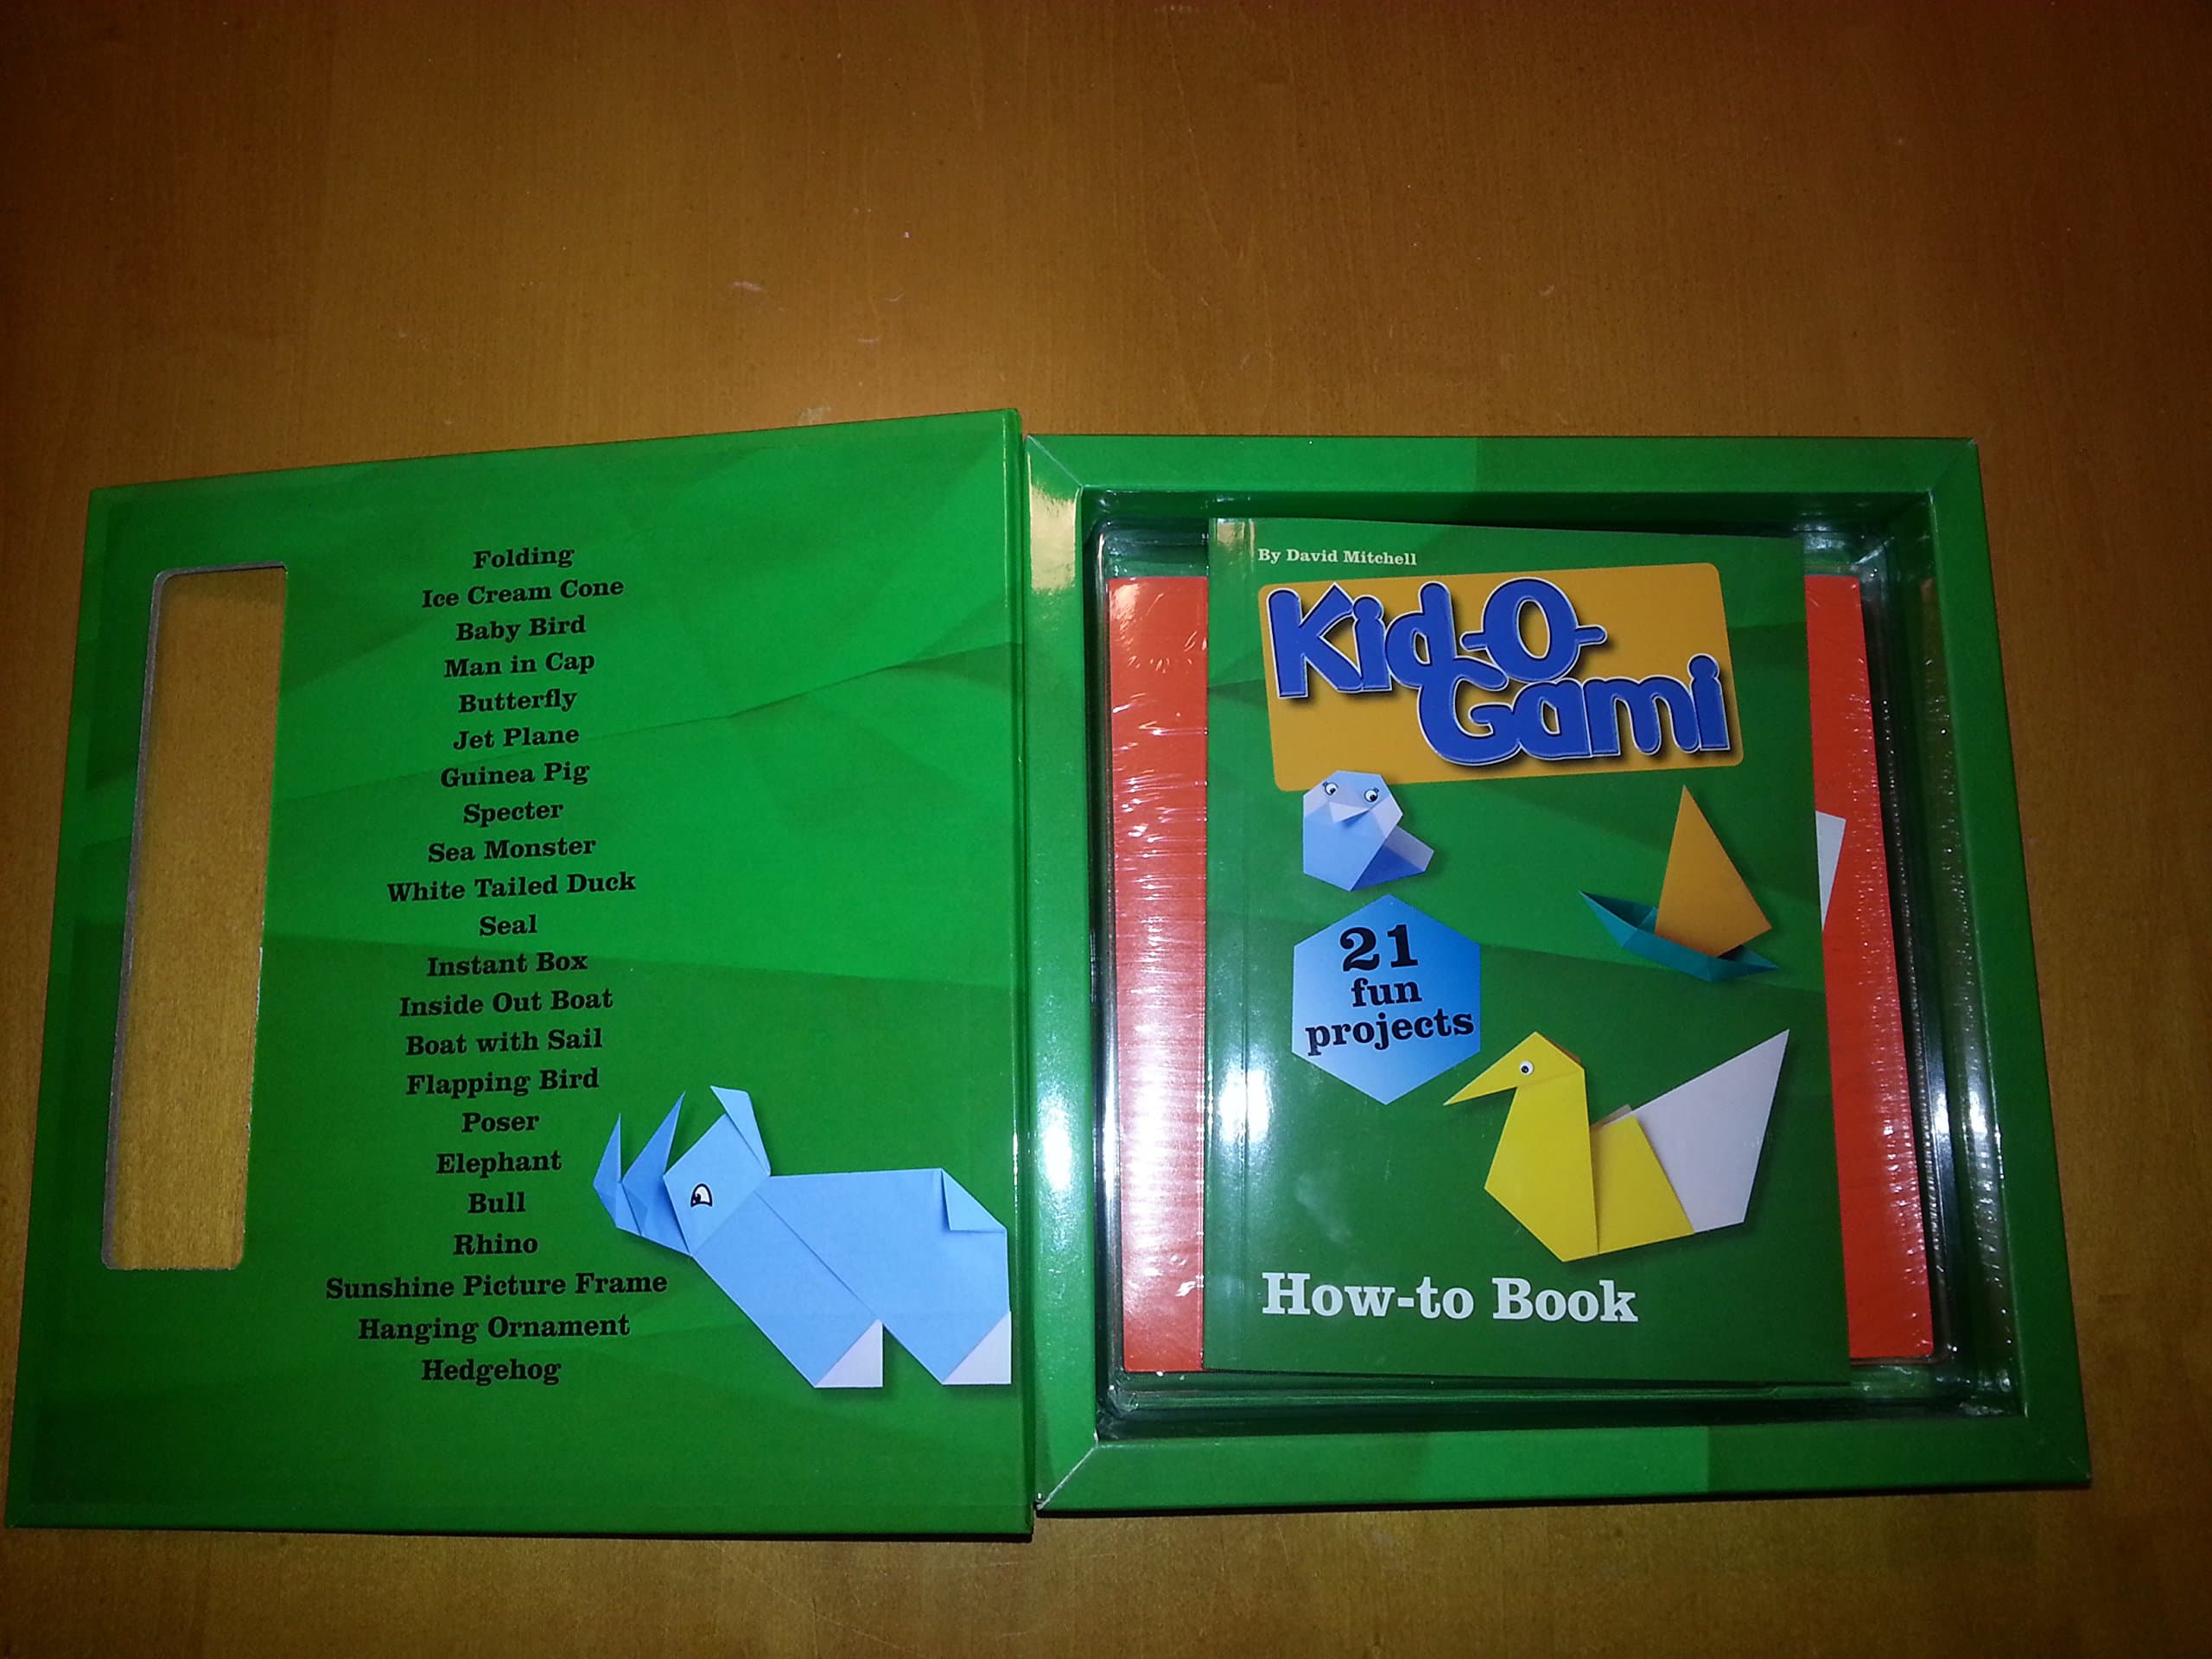 Folding
Ice Cream Cone
Baby Bird
Man in Cap
Butterfly
Jet Plane
Guinea Pig
Specter
Sea Monster
White Tailed Duck
Seal
Instant Box
Inside Out Boat
Boat with Sail
Flapping Bird
Poser
Elephant
Bull
Rhino
Sunshine Picture Frame
Hanging Ornament
Hedgehog
By David Mitchell
Kid-O-
Gami
21
fun
projects
How-to Book